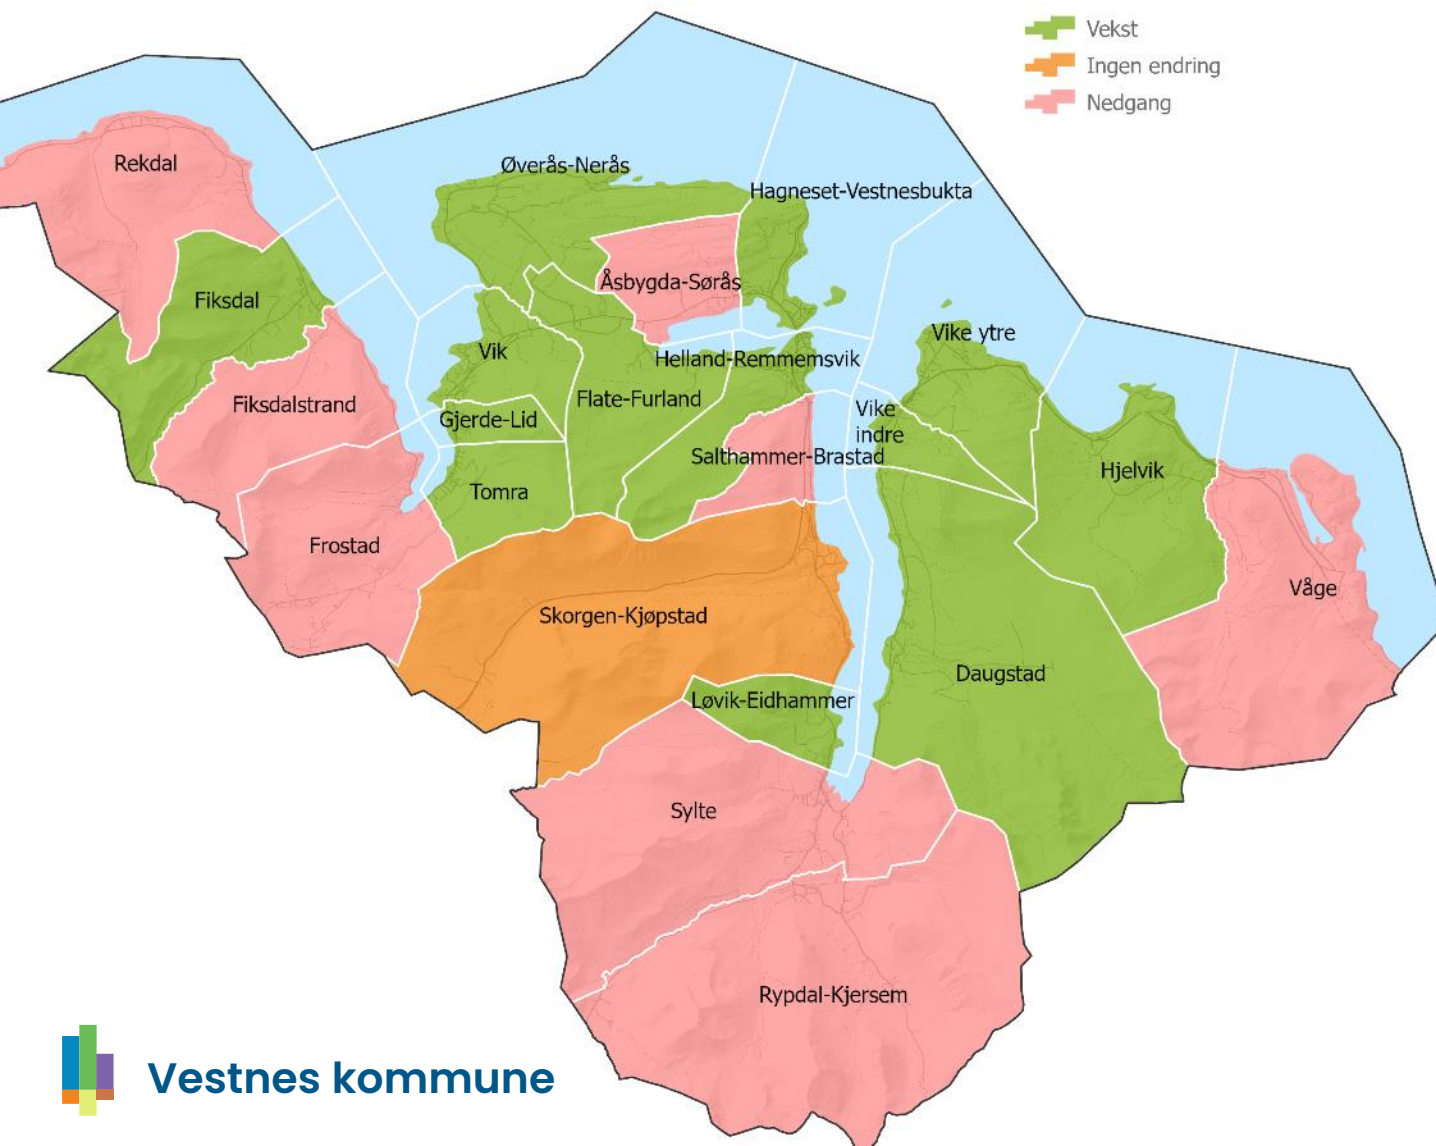 Vekst
Ingen endring
Nedgang
Rekdal
Øverås-Nerås
Hagneset-Vestnesbukta
Åsbygda-Sørås
Fiksdal
Vike ytre
Vik
Helland-Remmemsvik
Flate-Furland
Fiksdalstrand
Gjerde-Lid
Vike
indre
Salthammer-Brastad
Hjelvik
Tomra
Frostad
Våge
Skorgen-Kjøpstad
Daugstad
Løvik-Eidhammer
Sylte
Rypdal-Kjersem
Vestnes kommune